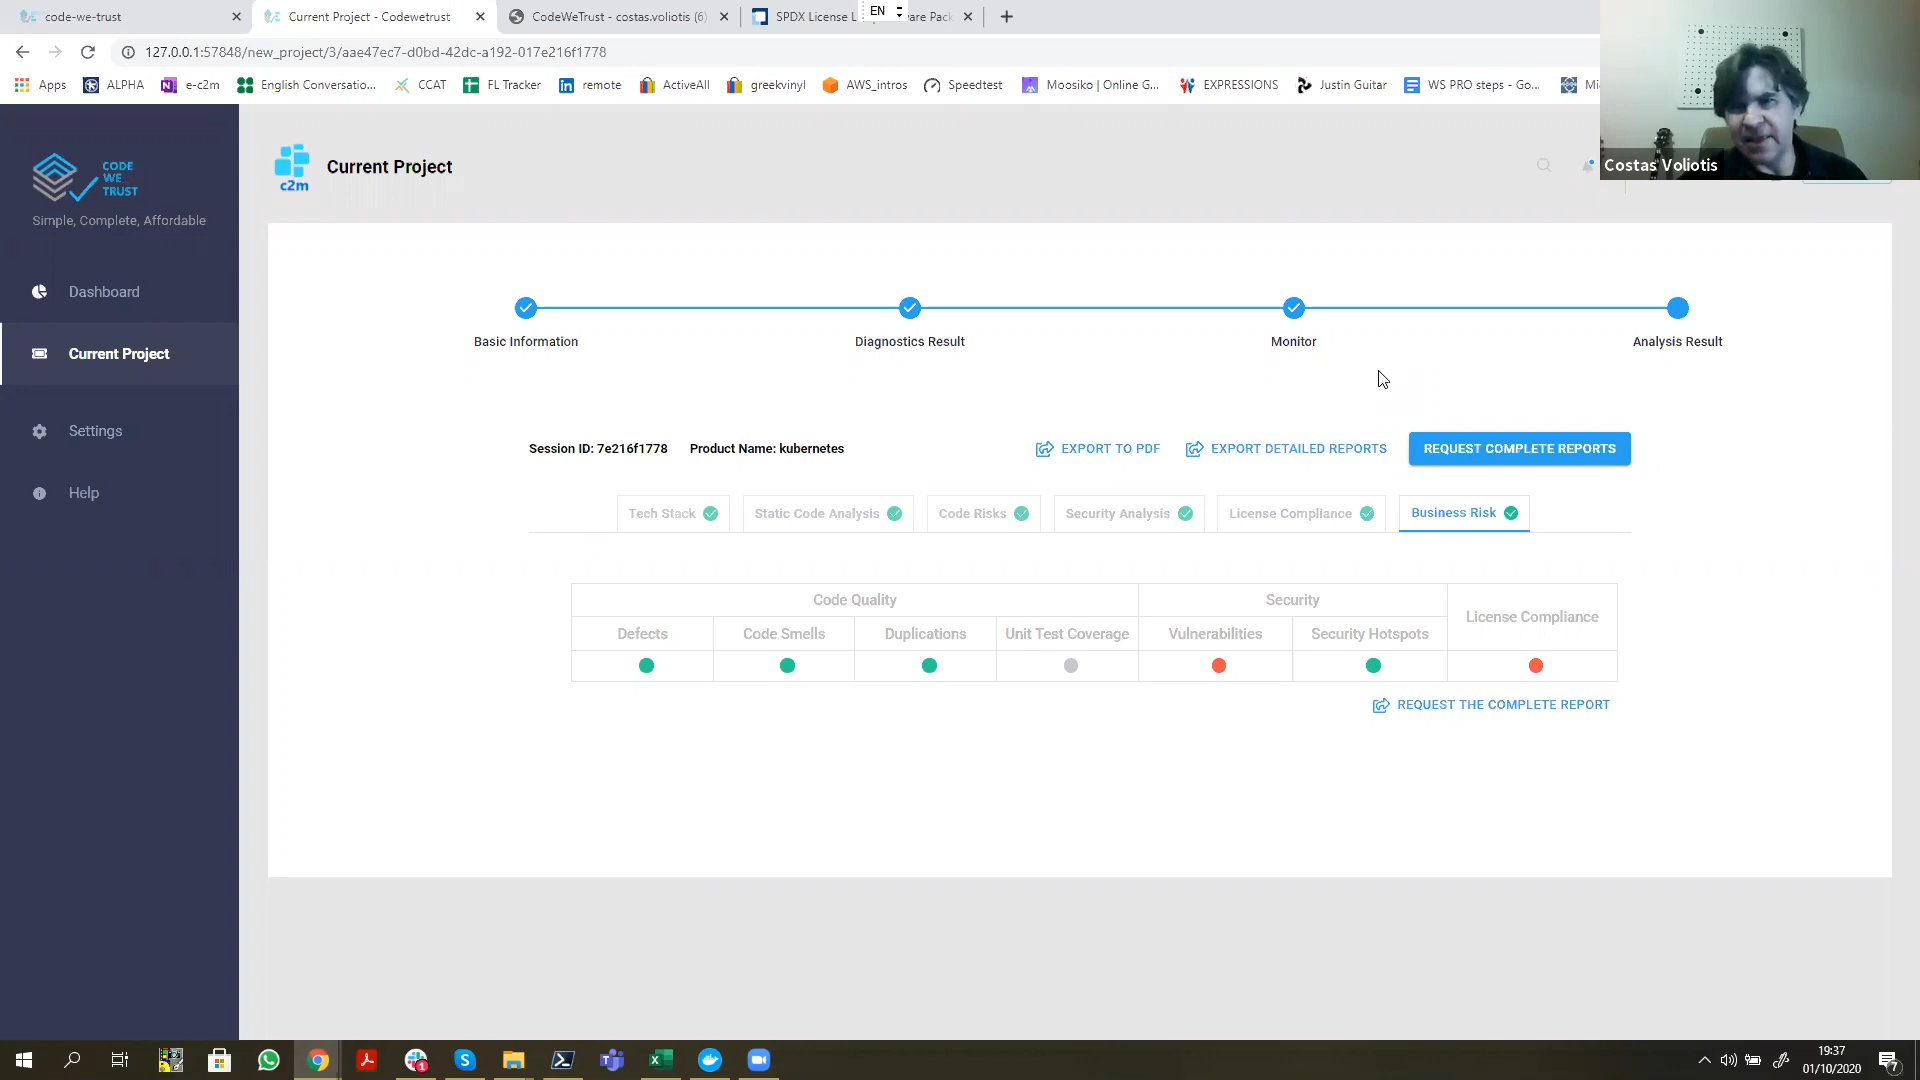 code-we-trust
Current Project - Codewetrust
CodeWeTrust - costas.voliotis (6)
SPDX License L
ware Pack
EN
127.0.0.1:57848/new_project/3/aae47ec7-d0bd-42dc-a192-017e216f1778
Apps
ALPHA
e-c2m
English Conversatio...
CCAT
FL Tracker
remote
ActiveAll
greekvinyl
AWS_intros
Speedtest
Moosiko | Online G...
EXPRESSIONS
Justin Guitar
WS PRO steps - Go...
Costas Voliotis
CODE
WE
TRUST
Simple, Complete, Affordable
c2m
Current Project
Dashboard
Current Project
Settings
Help
Basic Information
Diagnostics Result
Monitor
Analysis Result
Session ID: 7e216f1778
Product Name: kubernetes
EXPORT TO PDF
EXPORT DETAILED REPORTS
REQUEST COMPLETE REPORTS
Tech Stack
Static Code Analysis
Code Risks
Security Analysis
License Compliance
Business Risk
Code Quality
Security
License Compliance
Defects
Code Smells
Duplications
Unit Test Coverage
Vulnerabilities
Security Hotspots
REQUEST THE COMPLETE REPORT
1
19:37
01/10/2020
7